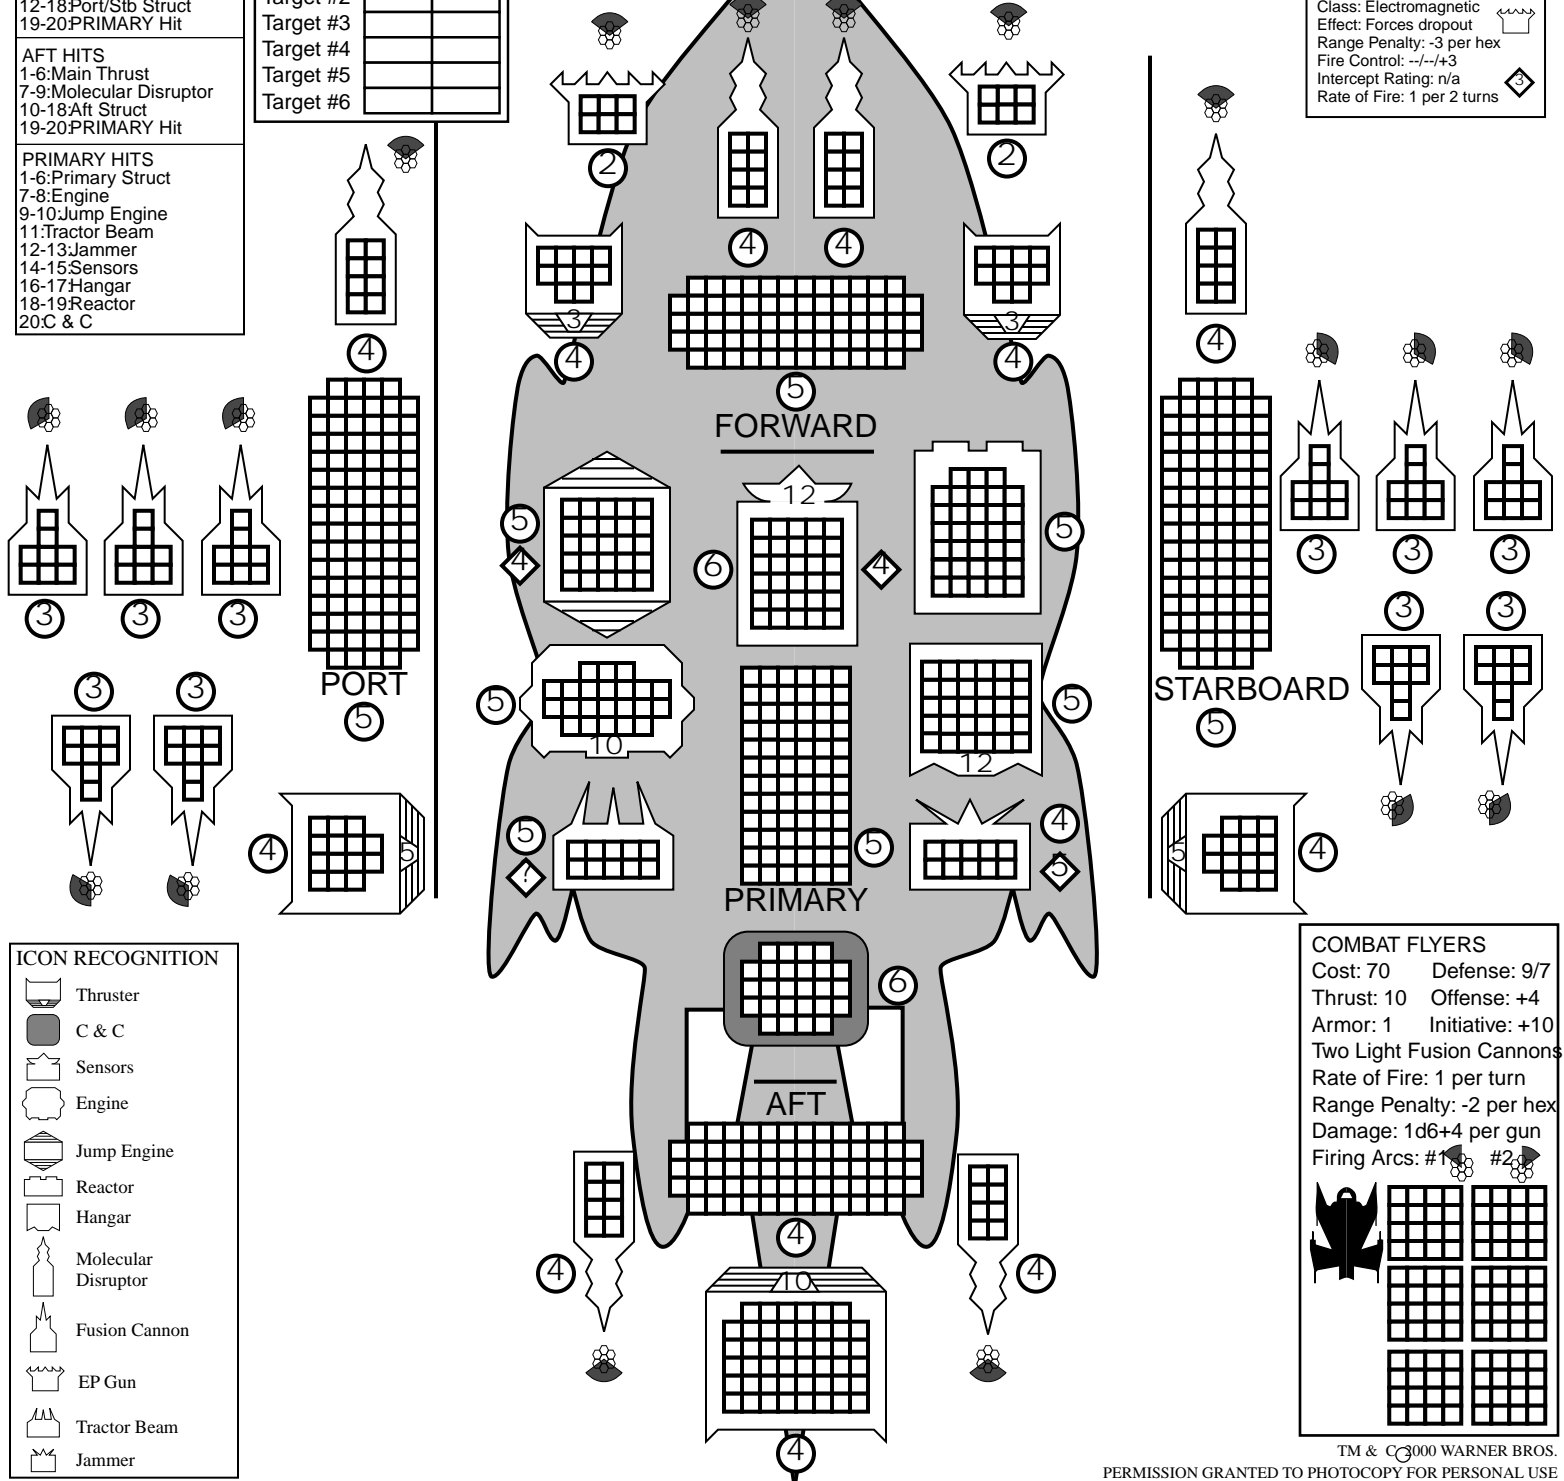 12-18:Port/Stb Struct
19-20:PRIMARY Hit
AFT HITS
1-6:Main Thrust
7-9:Molecular Disruptor
10-18:Aft Struct
19-20:PRIMARY Hit
PRIMARY HITS
1-6:Primary Struct
7-8:Engine
9-10:Jump Engine
11:Tractor Beam
12-13:Jammer
14-15:Sensors
16-17:Hangar
18-19:Reactor
20:C & C
Target #2
Target #3
Target #4
Target #5
Target #6
Class: Electromagnetic
Effect: Forces dropout
Range Penalty: -3 per hex
Fire Control: --/--/+3
Intercept Rating: n/a
Rate of Fire: 1 per 2 turns
3
2
2
4
4
3
3
4
4
4
4
5
FORWARD
12
5
4
6
4
5
3
3
3
3
3
3
3
3
3
3
PORT
5
STARBOARD
5
5
10
12
5
5
?
5
4
5
PRIMARY
4
5
5
4
6
AFT
4
4
4
10
4
ICON RECOGNITION
Thruster
C & C
Sensors
Engine
Jump Engine
Reactor
Hangar
Molecular
Disruptor
Fusion Cannon
EP Gun
Tractor Beam
Jammer
COMBAT FLYERS
Cost: 70 Defense: 9/7
Thrust: 10 Offense: +4
Armor: 1 Initiative: +10
Two Light Fusion Cannons
Rate of Fire: 1 per turn
Range Penalty: -2 per hex
Damage: 1d6+4 per gun
Firing Arcs: #1 #2
TM & C 2000 WARNER BROS.
PERMISSION GRANTED TO PHOTOCOPY FOR PERSONAL USE